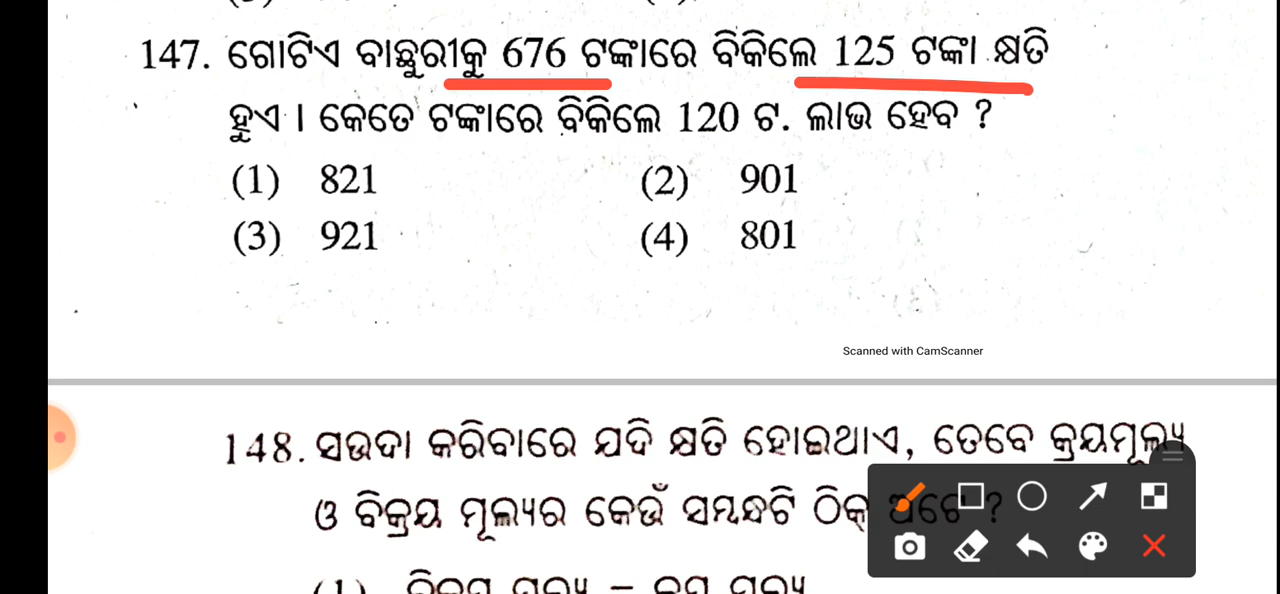 147. ଗୋଟିଏ ବାଛୁରୀକୁ 676 ଟଙ୍କାରେ ବିକିଲେ 125 ଟଙ୍କା କ୍ଷତି
ହୁଏ । କେତେ ଟଙ୍କାରେ ବିକିଲେ 120 ଟ. ଲାଭ ହେବ ?
(1) 821 (2) 901
(3) 921 (4) 801
Scanned with CamScanner
148. ସଉଦା କରିବାରେ ଯଦି କ୍ଷତି ହୋଇଥାଏ, ତେବେ କ୍ରୟମୂଲ୍ୟ
ଓ ବିକ୍ରୟ ମୂଲ୍ୟର କେଉଁ ସମ୍ବନ୍ଧଟି ଠିକ୍ ଅଟେ ?